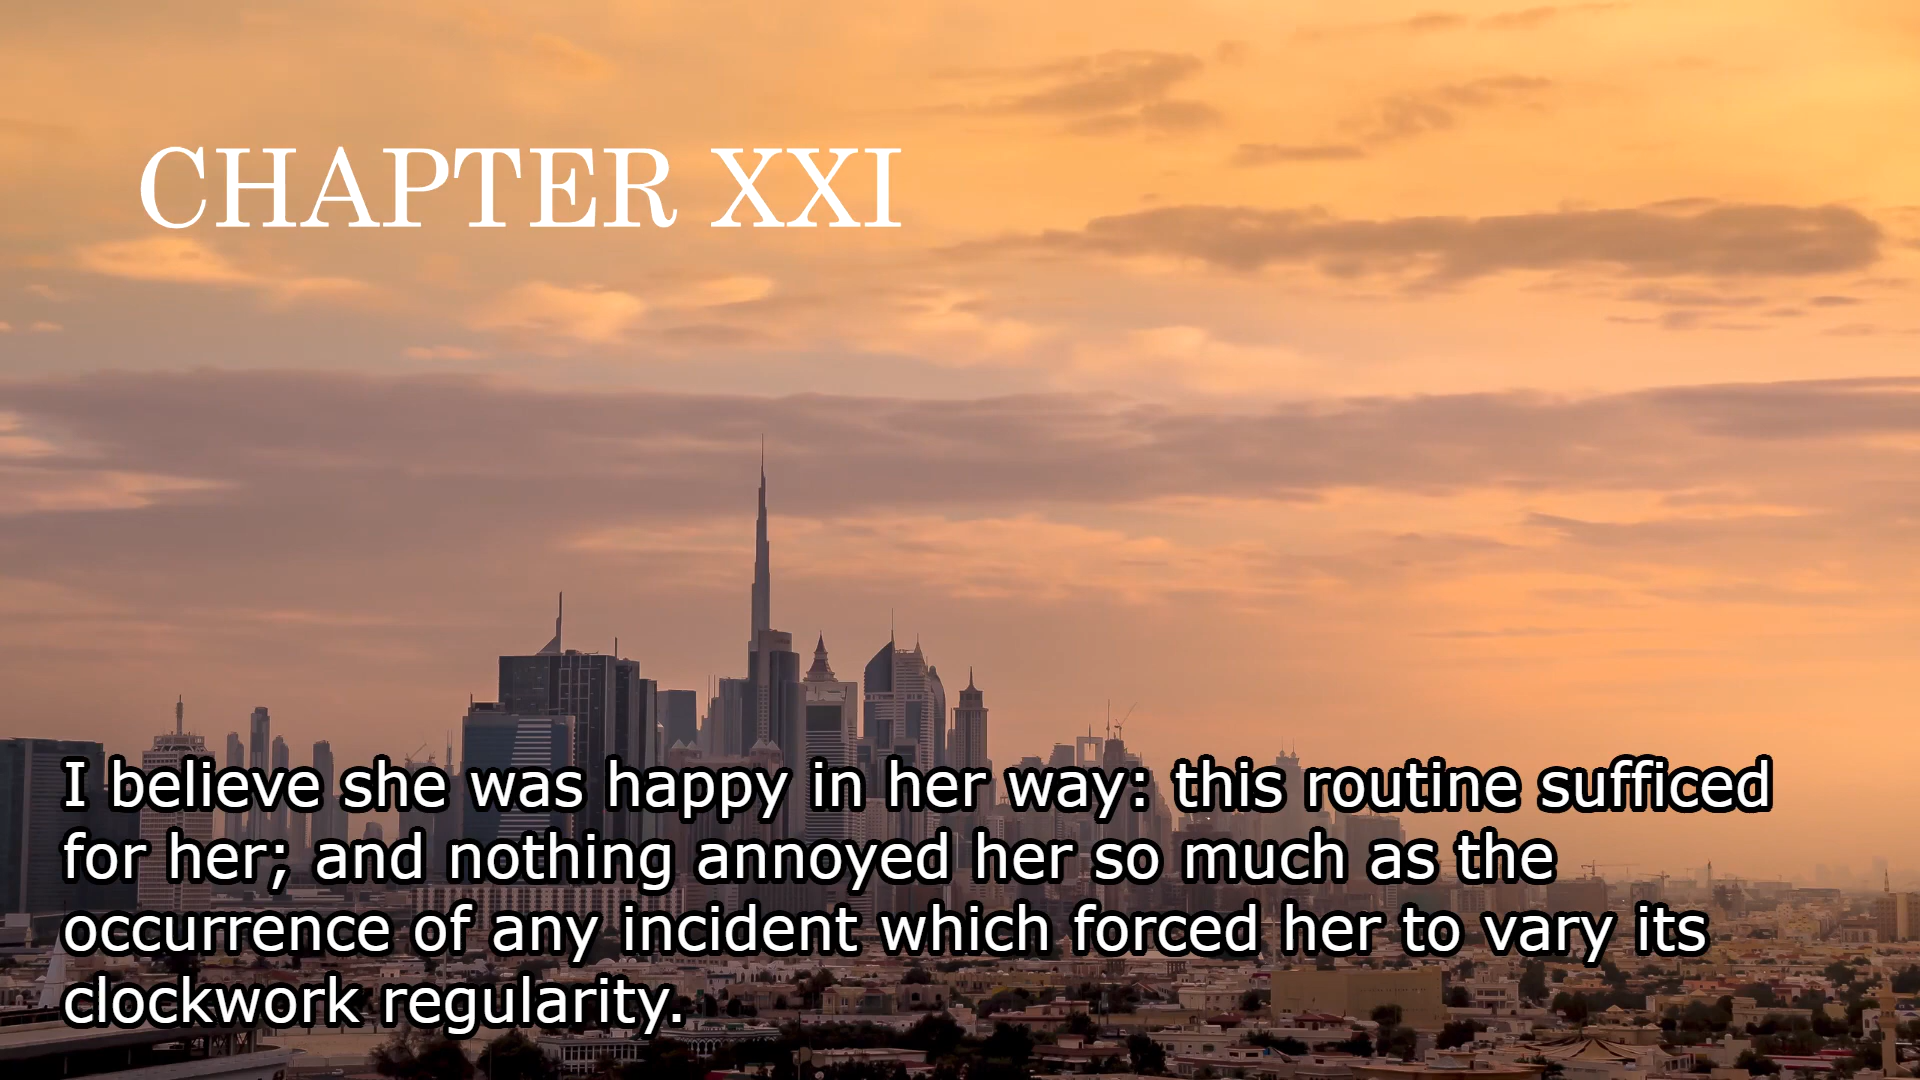 CHAPTER XXI
I believe she was happy in her way: this routine sufficed
for her; and nothing annoyed her so much as the
occurrence of any incident which forced her to vary its
clockwork regularity.